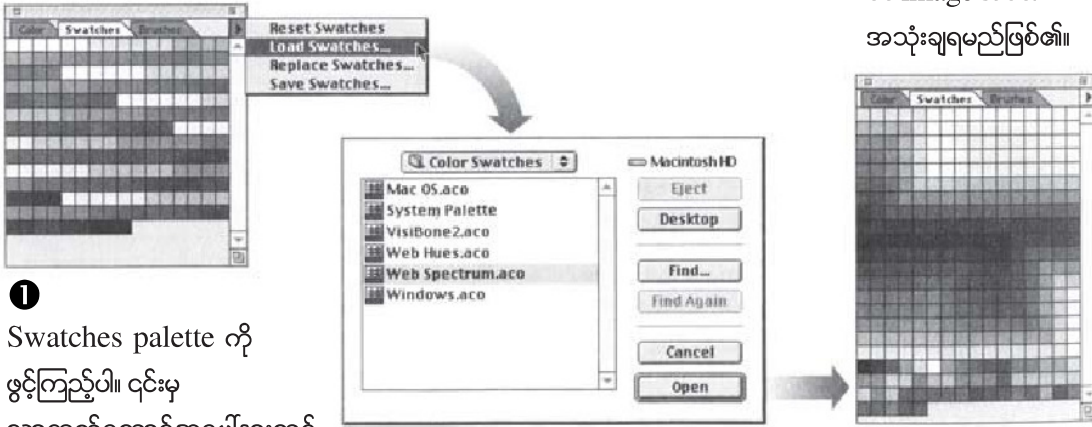 အသုံးချရမည်ဖြစ်၏။
Color
Swatches
Brushes
Reset Swatches
Load Swatches...
Replace Swatches...
Save Swatches...
Color Swatches
Macintosh HD
Mac OS.aco
System Palette
VisiBone2.aco
Web Hues.aco
Web Spectrum.aco
Windows.aco
Eject
Desktop
Find...
Find Again
Cancel
Open
Color
Swatches
Brushes
❶
Swatches palette ကို
ဖွင့်ကြည့်ပါ။ ၎င်းမှ